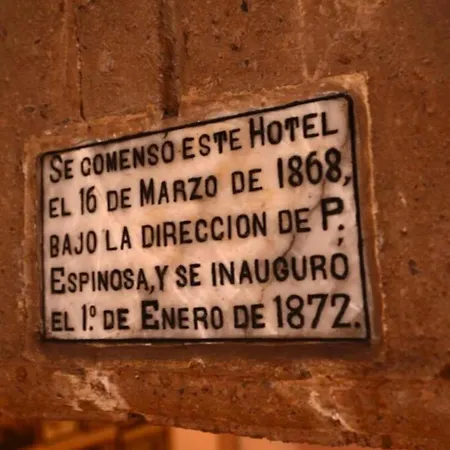 SE COMENSÓ ESTE HOTEL
EL 16 DE MARZO DE 1868,
BAJO LA DIRECCION DE P.
ESPINOSA, Y SE INAUGURÓ
EL 1º. DE ENERO DE 1872.